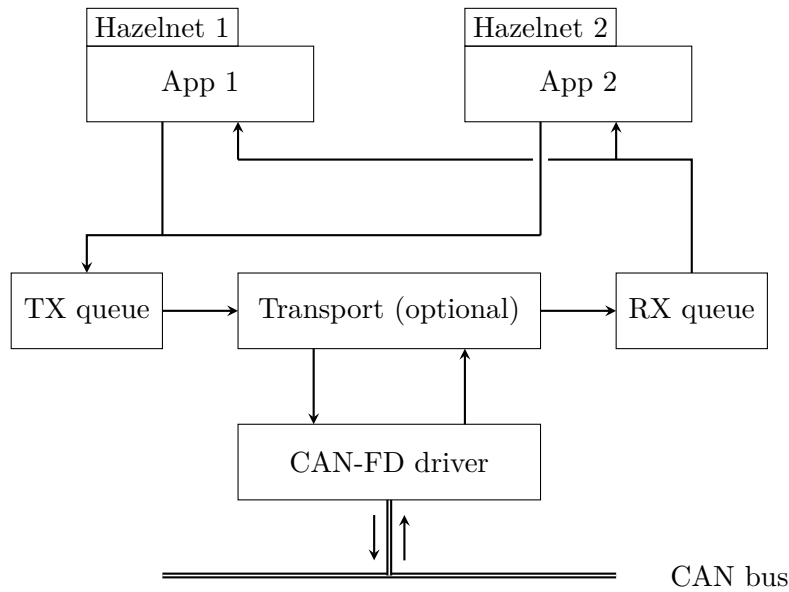 Hazelnet 1
Hazelnet 2
App 1
App 2
TX queue
Transport (optional)
RX queue
CAN-FD driver
CAN bus